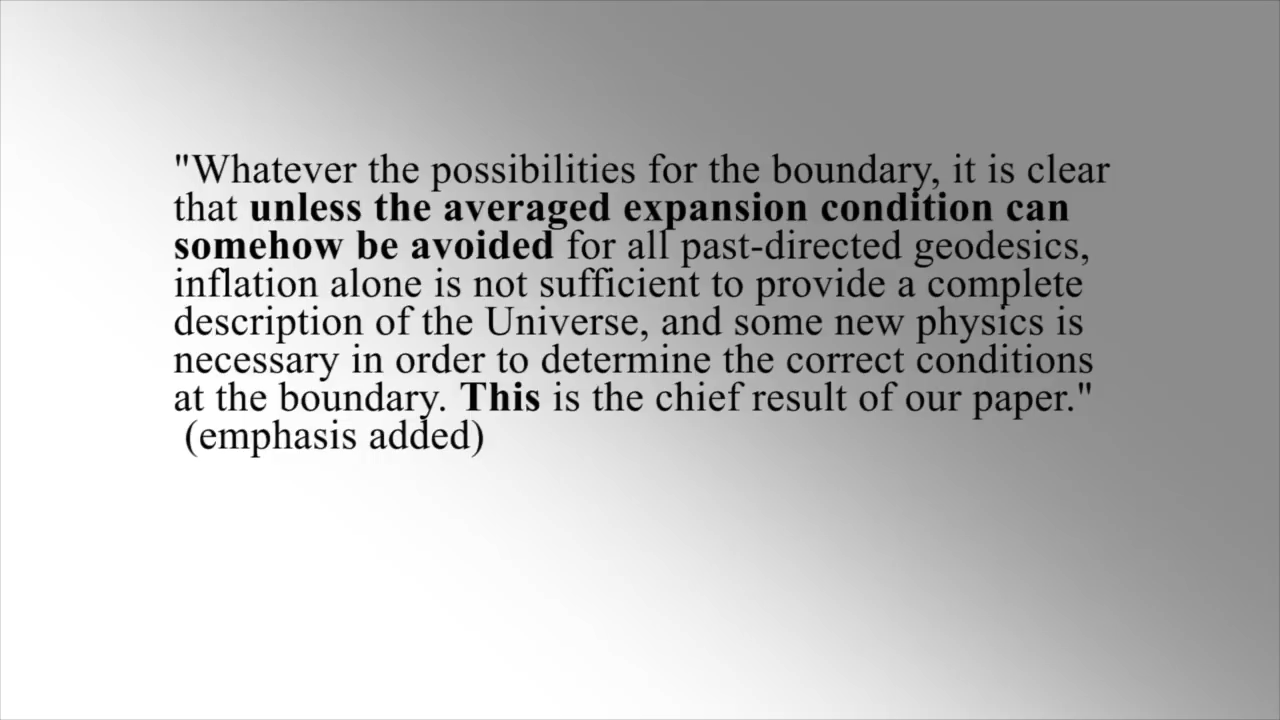 "Whatever the possibilities for the boundary, it is clear
that unless the averaged expansion condition can
somehow be avoided for all past-directed geodesics,
inflation alone is not sufficient to provide a complete
description of the Universe, and some new physics is
necessary in order to determine the correct conditions
at the boundary. This is the chief result of our paper."
(emphasis added)